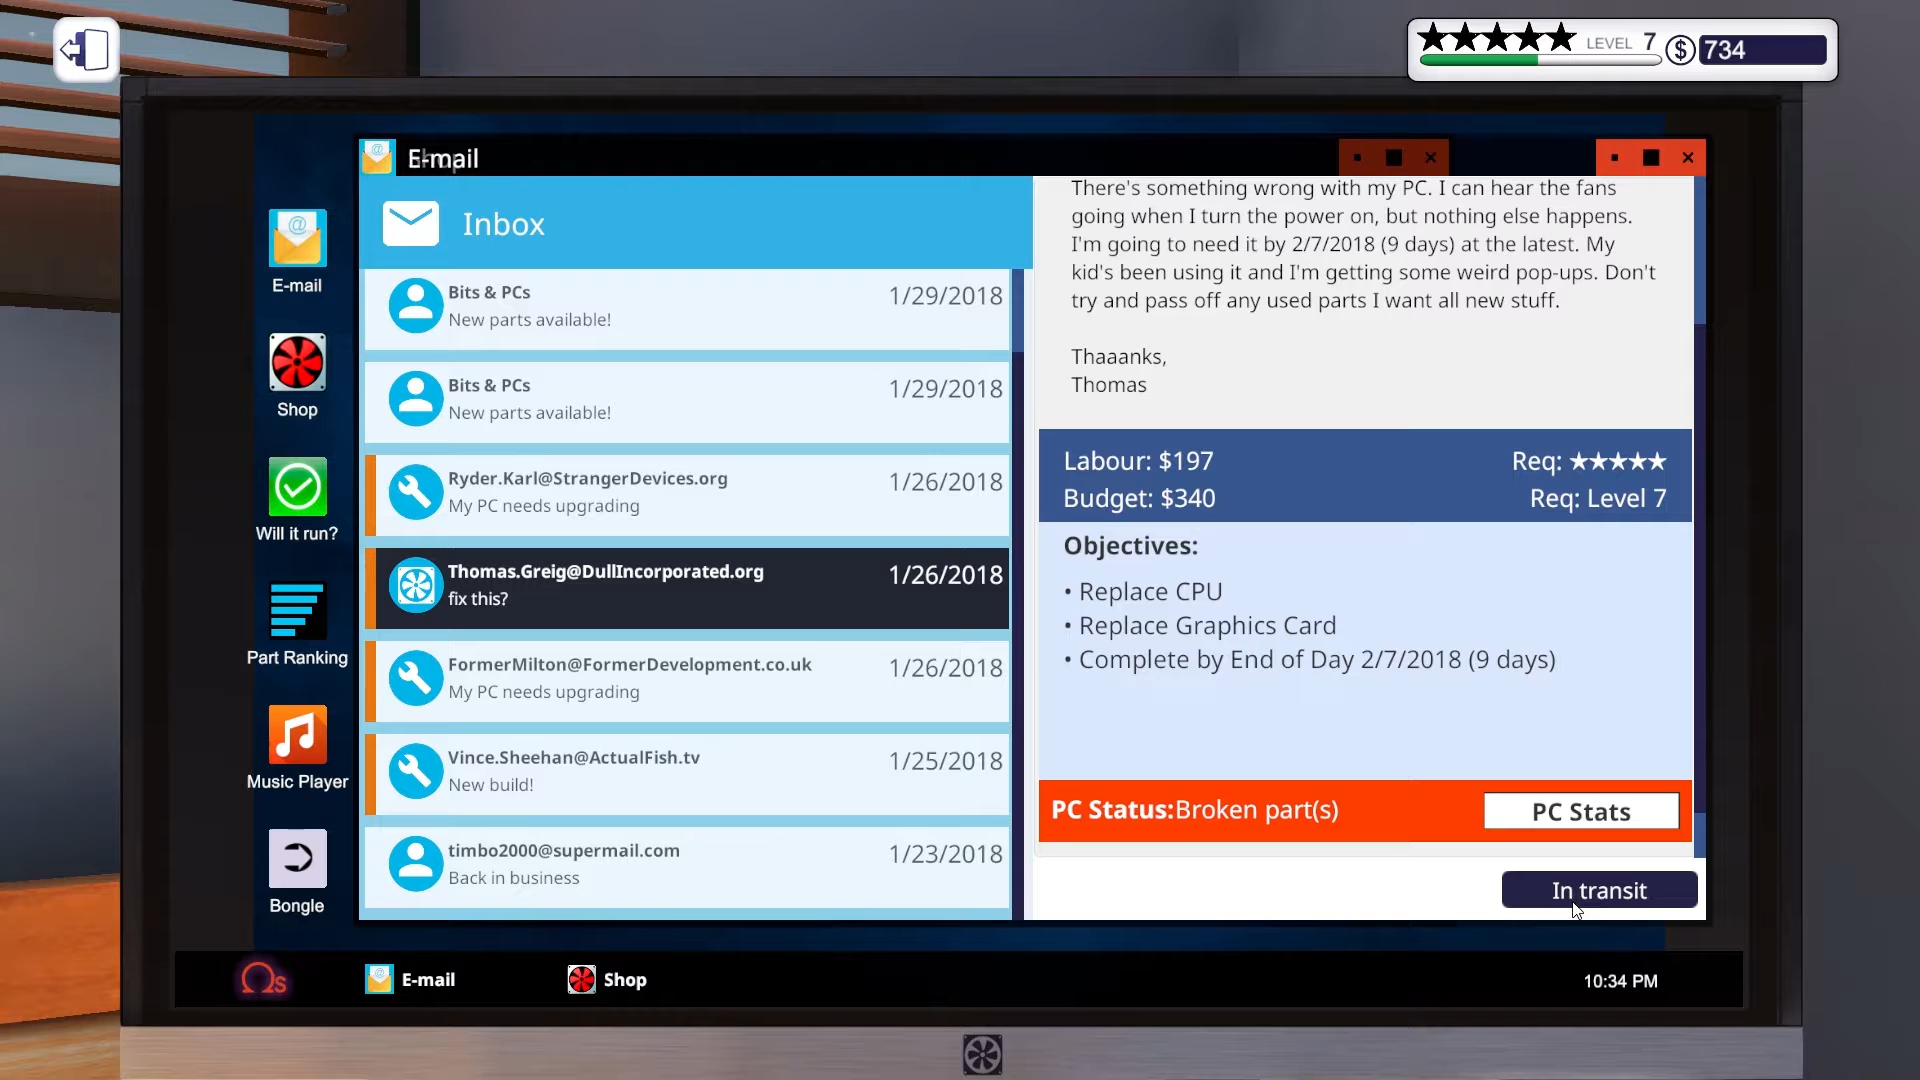 LEVEL 7
$ 734
E-mail
Inbox
E-mail
Shop
Will it run?
Part Ranking
Music Player
Bongle
Bits & PCs
1/29/2018
New parts available!
Bits & PCs
1/29/2018
New parts available!
Ryder.Karl@StrangerDevices.org
1/26/2018
My PC needs upgrading
Thomas.Greig@DullIncorporated.org
1/26/2018
fix this?
FormerMilton@FormerDevelopment.co.uk
1/26/2018
My PC needs upgrading
Vince.Sheehan@ActualFish.tv
1/25/2018
New build!
timbo2000@supermail.com
1/23/2018
Back in business
There's something wrong with my PC. I can hear the fans
going when I turn the power on, but nothing else happens.
I'm going to need it by 2/7/2018 (9 days) at the latest. My
kid's been using it and I'm getting some weird pop-ups. Don't
try and pass off any used parts I want all new stuff.
Thaaanks,
Thomas
Labour: $197
Req: ★★★★★
Budget: $340
Req: Level 7
Objectives:
• Replace CPU
• Replace Graphics Card
• Complete by End of Day 2/7/2018 (9 days)
PC Status:Broken part(s)
PC Stats
In transit
Ωs
E-mail
Shop
10:34 PM